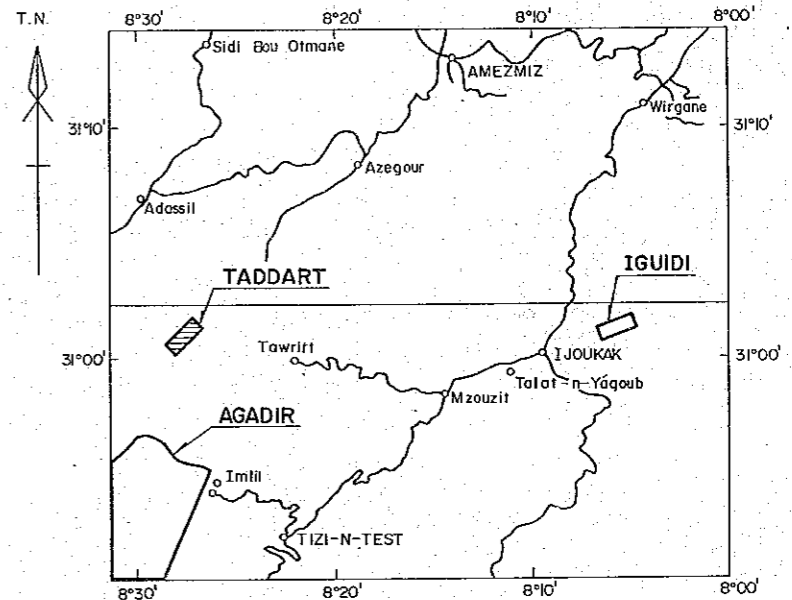 T.N.
8°30'
8°20'
8°10'
8°00'
Sidi Bou Otmane
AMEZMIZ
Wirgane
31°10'
31°10'
Azegour
Adassil
TADDART
IGUIDI
Tawrirt
IJOUKAK
31°00'
31°00'
Talat-n-Yágoub
Mzouzit
AGADIR
Imlil
TIZI-N-TEST
8°30'
8°20'
8°10'
8°00'